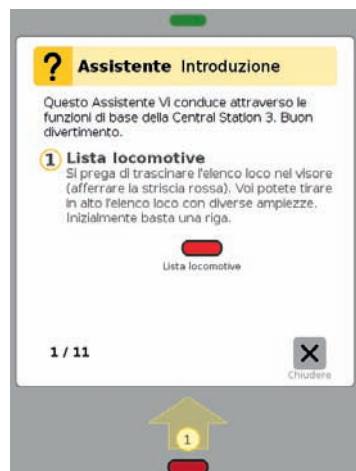 ? Assistente Introduzione
Questo Assistente Vi conduce attraverso le
funzioni di base della Central Station 3. Buon
divertimento.
1 Lista locomotive
Si prega di trascinare l'elenco loco nel visore
(afferrare la striscia rossa). Voi potete tirare
in alto l'elenco loco con diverse ampiezze.
Inizialmente basta una riga.
Lista locomotive
1 / 11
Chiudere
1